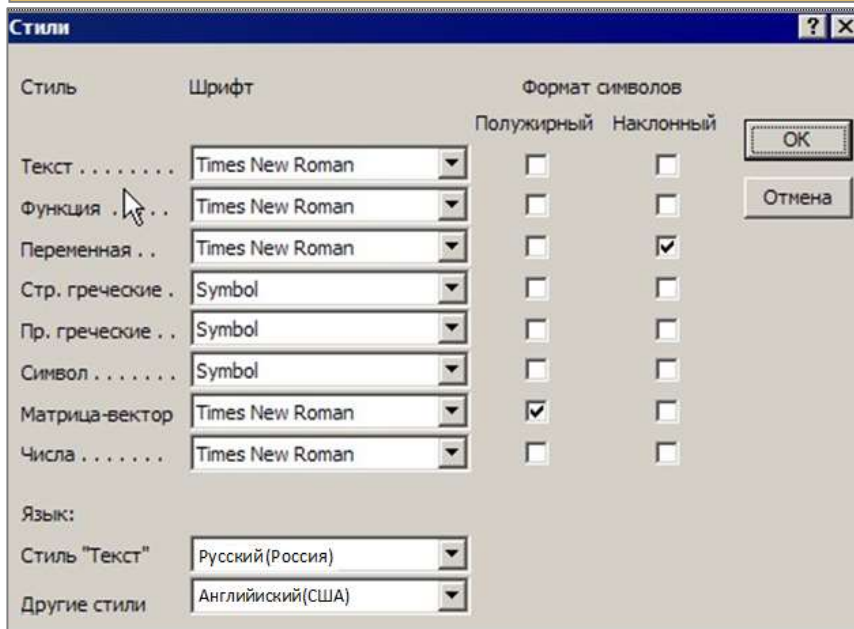 Стили
Стиль Шрифт Формат символов
Полужирный Наклонный
OK
Текст . . . . . . . . Times New Roman
Отмена
Функция . . . . Times New Roman
Переменная . . Times New Roman
Стр. греческие . Symbol
Пр. греческие . . Symbol
Символ . . . . . . . Symbol
Матрица-вектор Times New Roman
Числа . . . . . . . Times New Roman
Язык:
Стиль "Текст" Русский(Россия)
Другие стили Английиский(США)